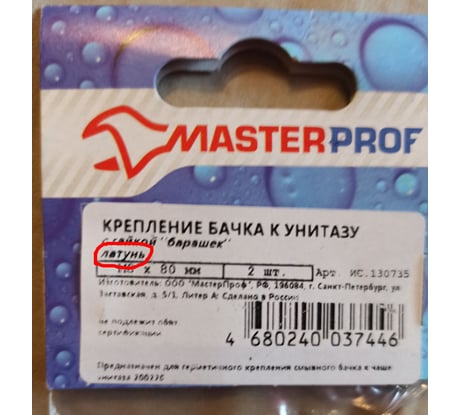 MASTERPROF
КРЕПЛЕНИЕ БАЧКА К УНИТАЗУ
с гайкой "барашек"
латунь
х 80 мм 2 шт. Арт. ИС.130735
Изготовитель: ООО "МастерПроф", РФ, 196084, г. Санкт-Петербург, ул.
Заставская, д. 5/1, Литер А; Сделано в России
не подлежит обяз
сертификации
4 680240 037446
Предназначен для герметичного крепления смывного бачка к чаше
унитаза